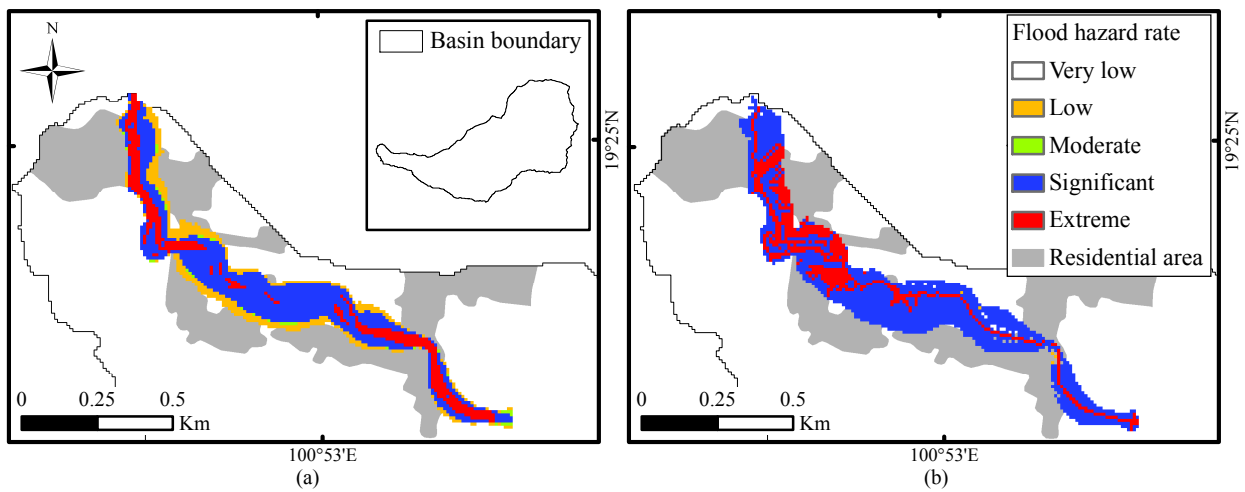 N
Basin boundary
0 0.25 0.5
Km
100°53'E
19°25'N
(a)
Flood hazard rate
Very low
Low
Moderate
Significant
Extreme
Residential area
0 0.25 0.5
Km
100°53'E
19°25'N
(b)